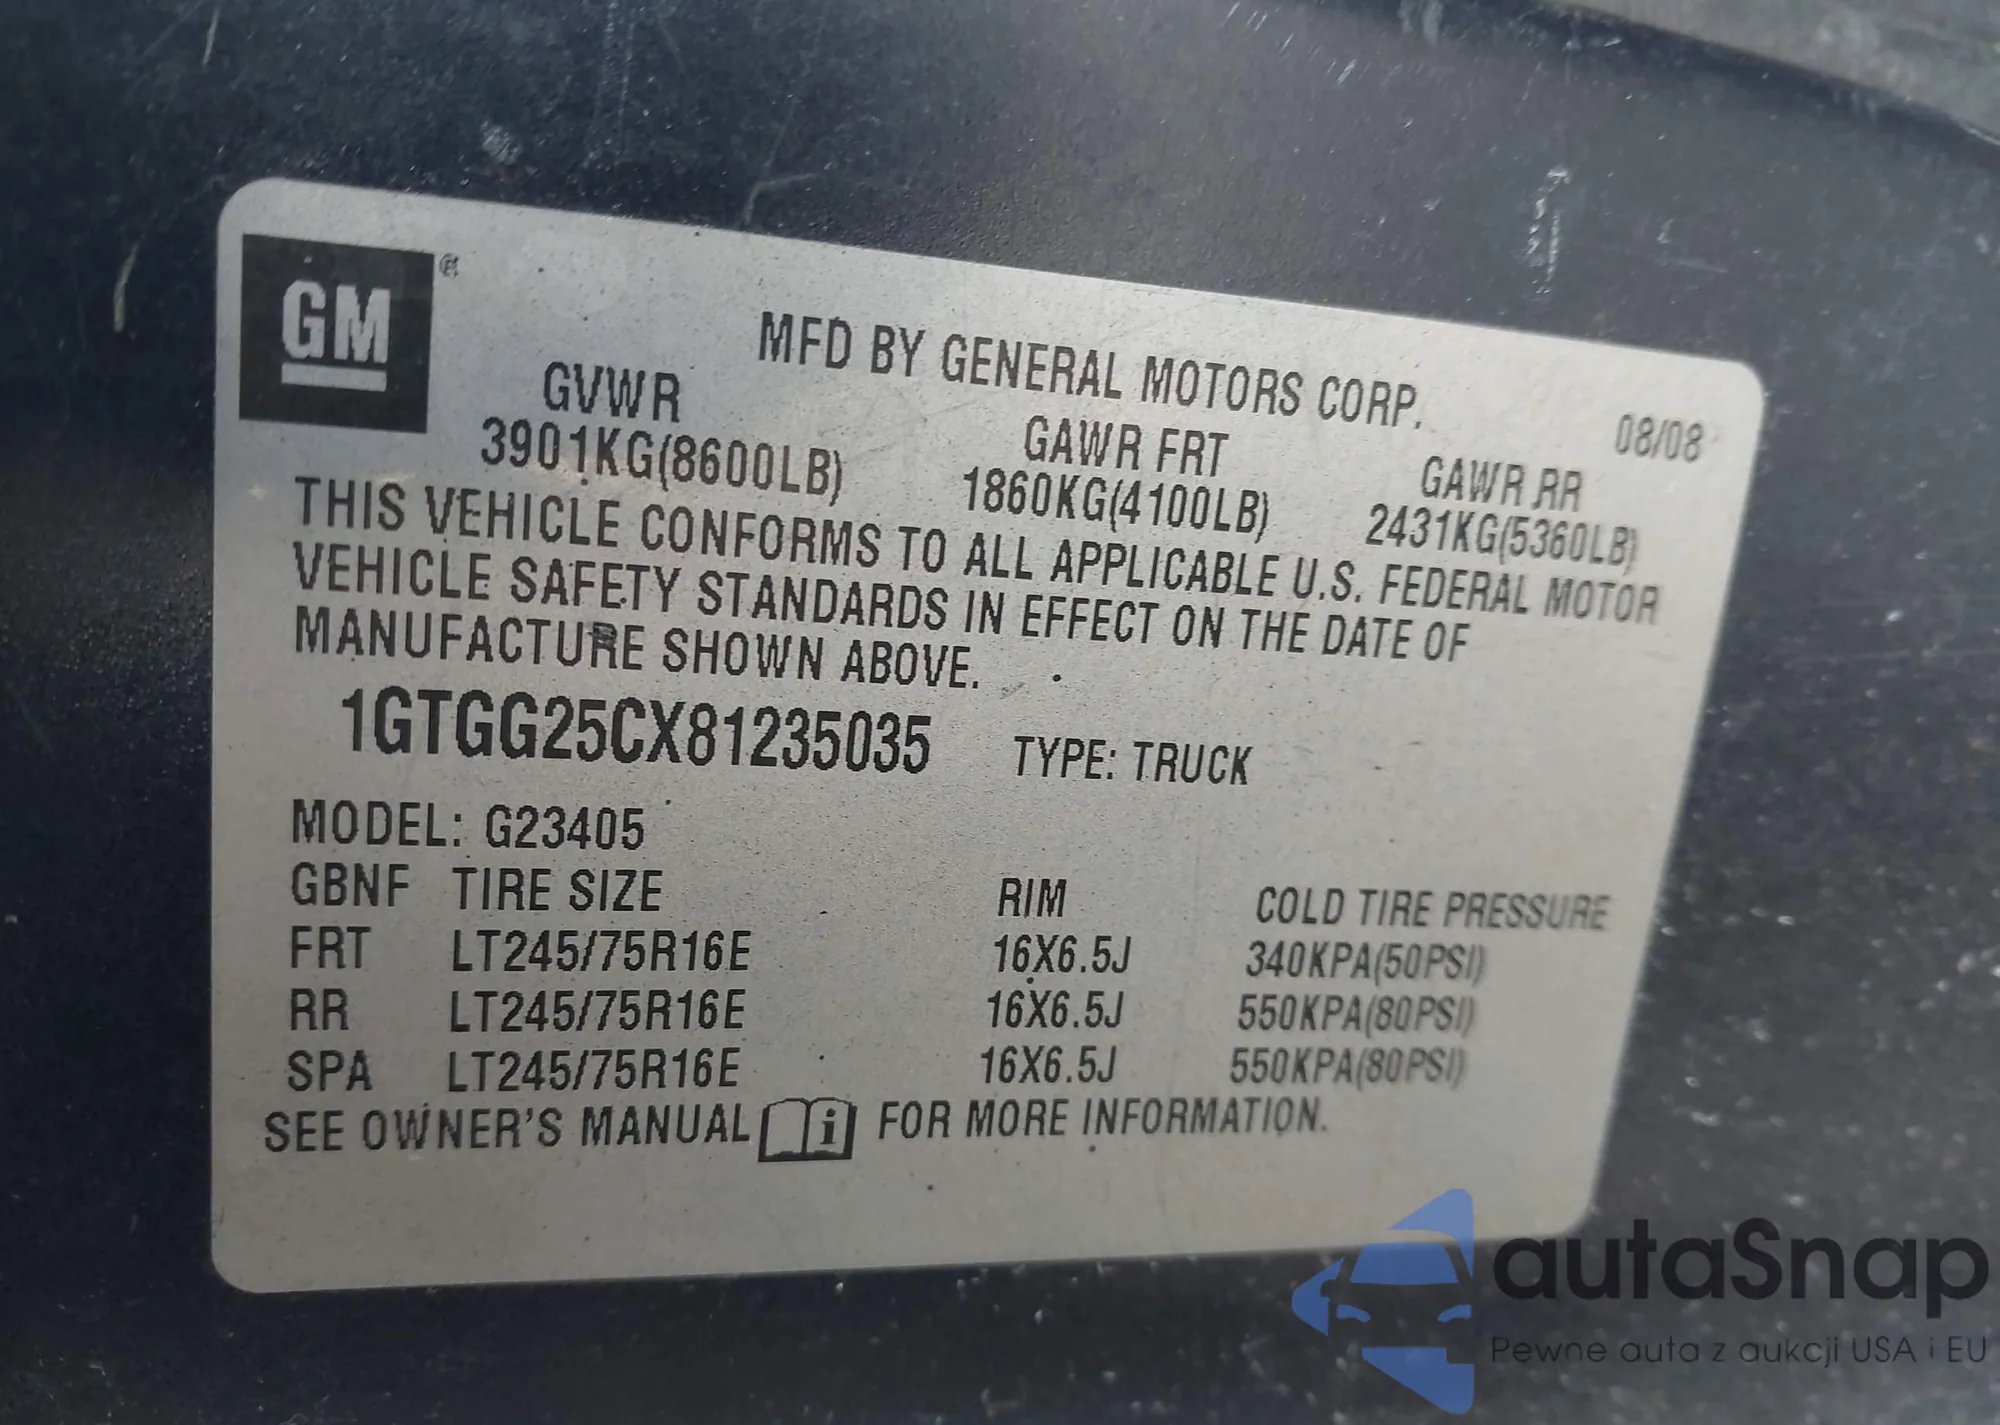 GM®
MFD BY GENERAL MOTORS CORP.
08/08
GVWR GAWR FRT GAWR RR
3901KG(8600LB) 1860KG(4100LB) 2431KG(5360LB)
THIS VEHICLE CONFORMS TO ALL APPLICABLE U.S. FEDERAL MOTOR
VEHICLE SAFETY STANDARDS IN EFFECT ON THE DATE OF
MANUFACTURE SHOWN ABOVE.
1GTGG25CX81235035 TYPE: TRUCK
MODEL: G23405
GBNF TIRE SIZE RIM COLD TIRE PRESSURE
FRT LT245/75R16E 16X6.5J 340KPA(50PSI)
RR LT245/75R16E 16X6.5J 550KPA(80PSI)
SPA LT245/75R16E 16X6.5J 550KPA(80PSI)
SEE OWNER'S MANUAL i FOR MORE INFORMATION.
autaSnap
Pewne auta z aukcji USA i EU